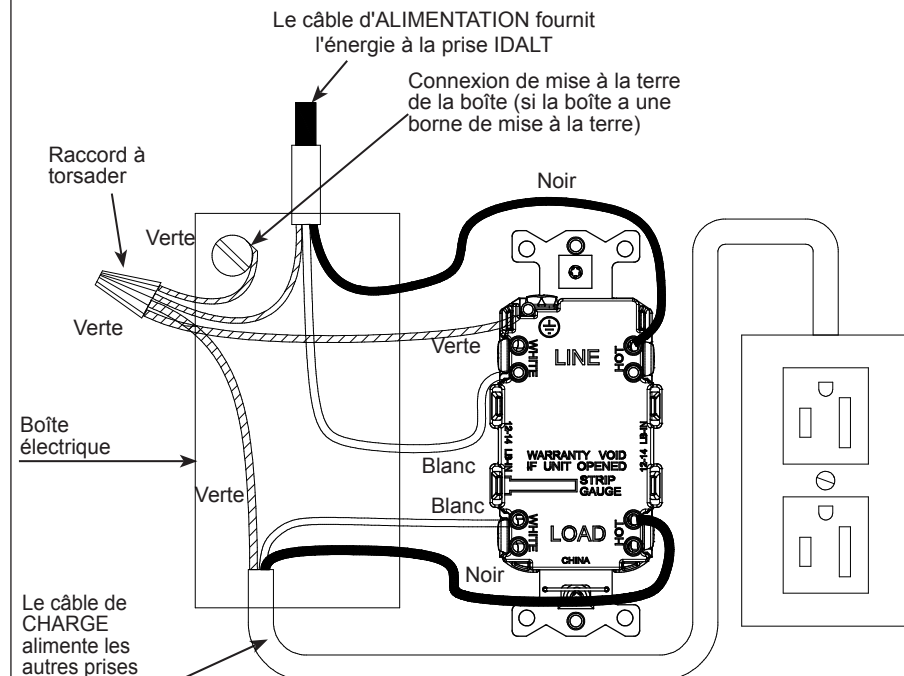 Le câble d'ALIMENTATION fournit
l'énergie à la prise IDALT
Connexion de mise à la terre
de la boîte (si la boîte a une
borne de mise à la terre)
Raccord à
torsader
Noir
Verte
Verte
Verte
WHITE
LINE
HOT
Boîte
électrique
12-14 LB-IN
12-14 LB-IN
WARRANTY VOID
IF UNIT OPENED
Blanc
STRIP
GAUGE
Verte
Blanc
WHITE
LOAD
HOT
CHINA
Noir
Le câble de
CHARGE
alimente les
autres prises